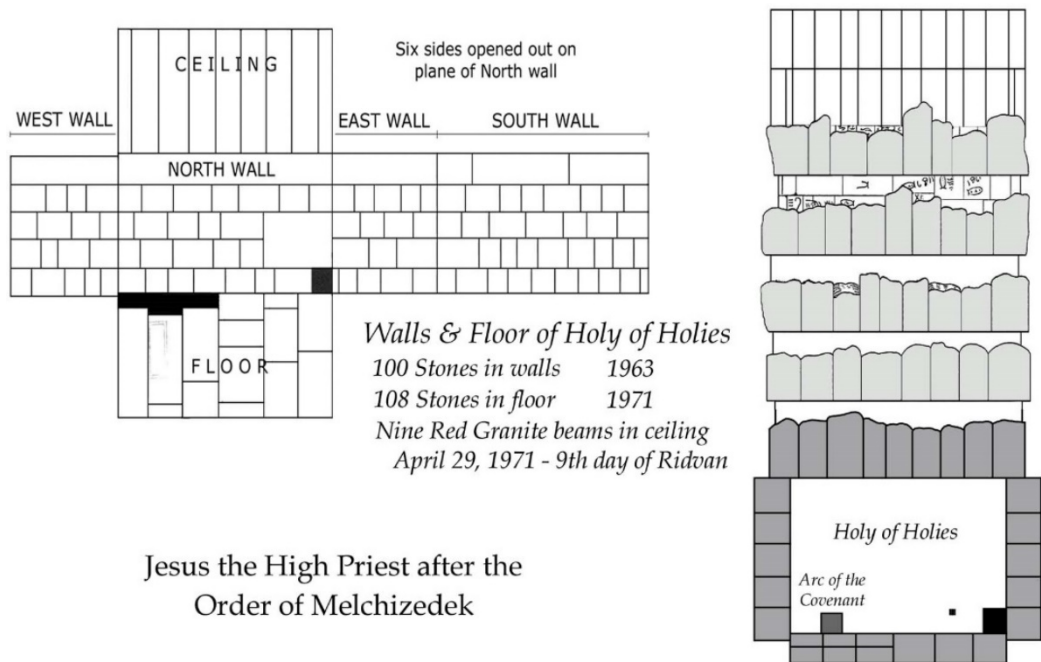 CEILING
Six sides opened out on
plane of North wall
WEST WALL
EAST WALL
SOUTH WALL
NORTH WALL
FLOOR
Walls & Floor of Holy of Holies
100 Stones in walls 1963
108 Stones in floor 1971
Nine Red Granite beams in ceiling
April 29, 1971 - 9th day of Ridvan
Jesus the High Priest after the
Order of Melchizedek
Holy of Holies
Arc of the
Covenant